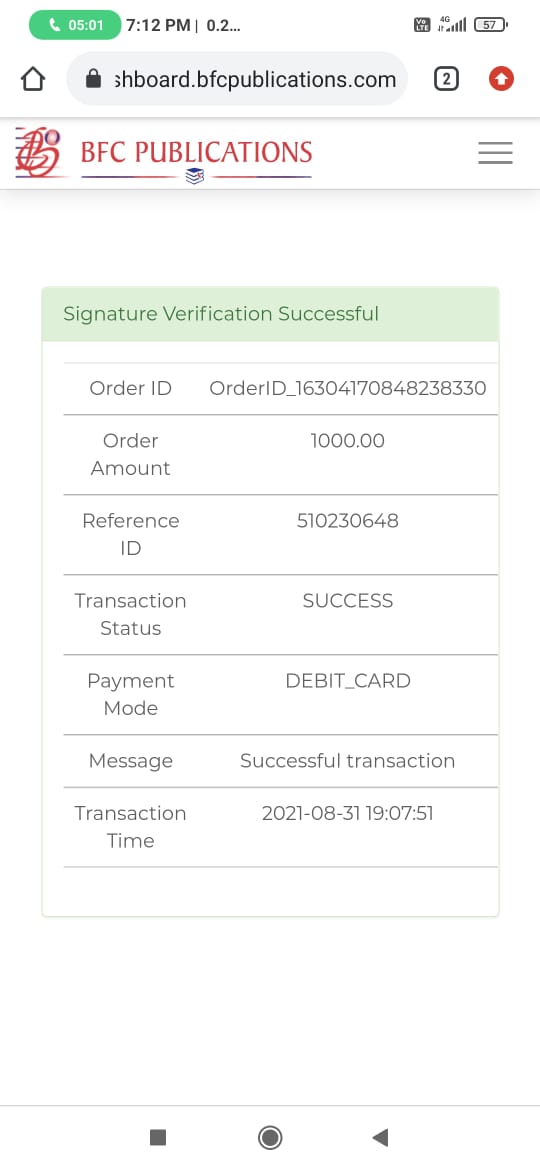 05:01 7:12 PM | 0.2...
Vo LTE 4G 57
shboard.bfcpublications.com 2
BFC PUBLICATIONS
Signature Verification Successful
Order ID OrderID_16304170848238330
Order Amount 1000.00
Reference ID 510230648
Transaction Status SUCCESS
Payment Mode DEBIT_CARD
Message Successful transaction
Transaction Time 2021-08-31 19:07:51